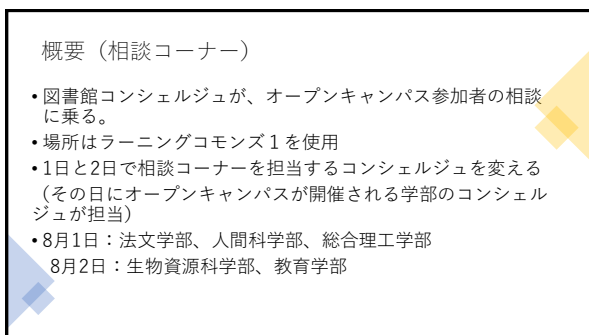 概要（相談コーナー）
• 図書館コンシェルジュが、オープンキャンパス参加者の相談
に乗る。
• 場所はラーニングコモンズ１を使用
• 1日と2日で相談コーナーを担当するコンシェルジュを変える
（その日にオープンキャンパスが開催される学部のコンシェル
ジュが担当）
• 8月1日：法文学部、人間科学部、総合理工学部
8月2日：生物資源科学部、教育学部